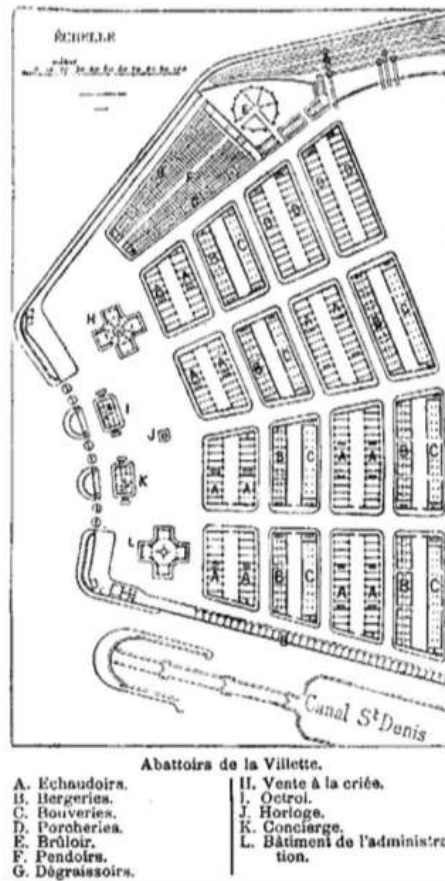 ÉCHELLE
E
F
G
D
D
A
A
B
C
H
A
A
B
C
A
A
B
C
I
J
K
A
A
B
C
A
A
B
C
L
A
A
B
C
A
A
B
C
Canal St Denis
Abattoirs de la Villette.
A. Echaudoirs.
B. Bergeries.
C. Bouveries.
D. Porcheries.
E. Brûloir.
F. Pendoirs.
G. Dégraissoirs.
H. Vente à la criée.
I. Octroi.
J. Horloge.
K. Concierge.
L. Bâtiment de l'administra-
tion.